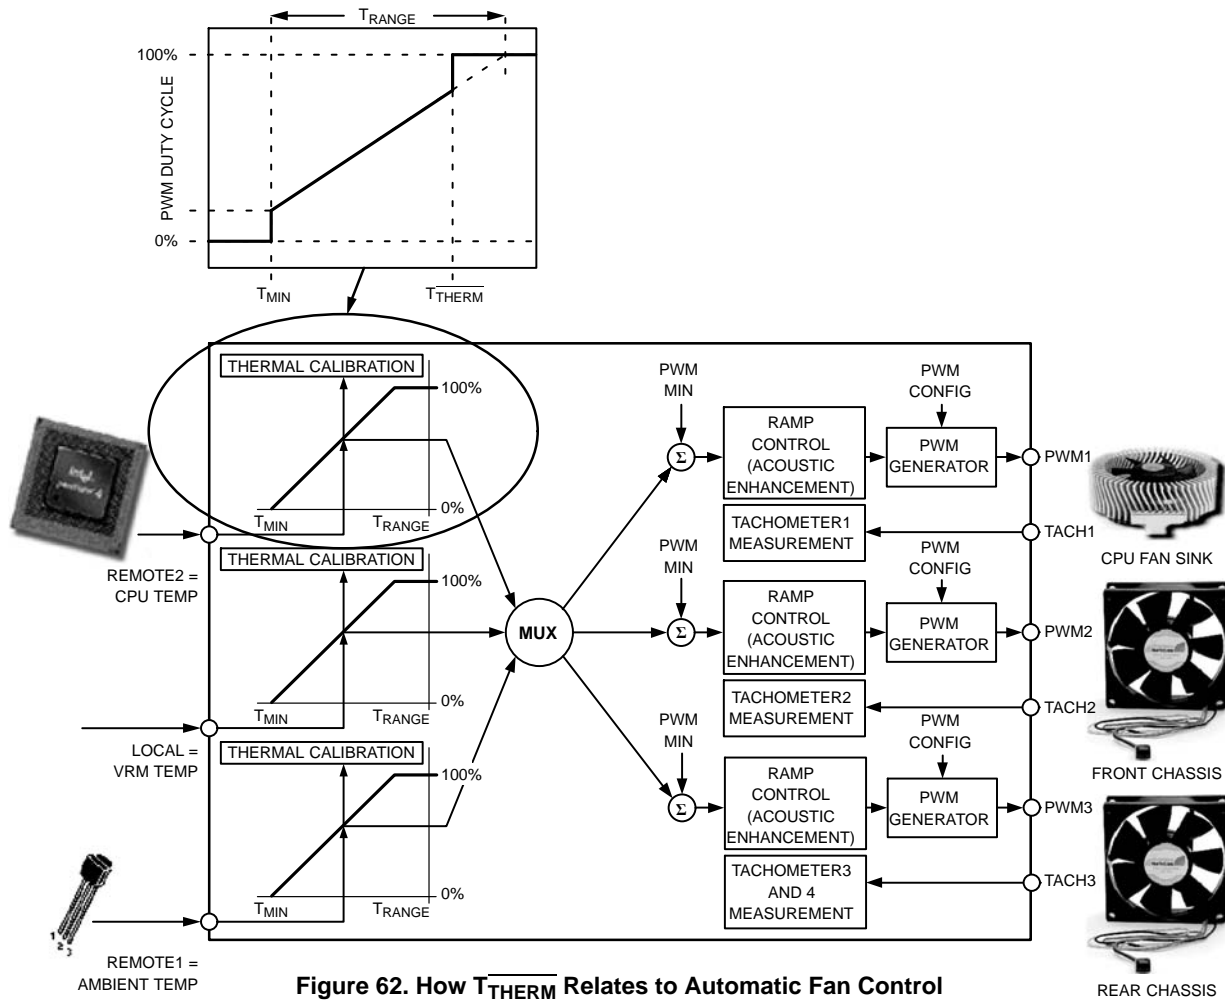 TRANGE
100%
PWM DUTY CYCLE
0%
TMIN
TTHERM
THERMAL CALIBRATION
100%
0%
TMIN
TRANGE
REMOTE2 =
CPU TEMP
THERMAL CALIBRATION
100%
0%
TMIN
TRANGE
LOCAL =
VRM TEMP
THERMAL CALIBRATION
100%
0%
TMIN
TRANGE
1
2
3
REMOTE1 =
AMBIENT TEMP
MUX
PWM
MIN
Σ
RAMP
CONTROL
(ACOUSTIC
ENHANCEMENT)
PWM
CONFIG
PWM
GENERATOR
PWM1
TACHOMETER1
MEASUREMENT
TACH1
CPU FAN SINK
PWM
MIN
Σ
RAMP
CONTROL
(ACOUSTIC
ENHANCEMENT)
PWM
CONFIG
PWM
GENERATOR
PWM2
TACHOMETER2
MEASUREMENT
TACH2
FRONT CHASSIS
PWM
MIN
Σ
RAMP
CONTROL
(ACOUSTIC
ENHANCEMENT)
PWM
CONFIG
PWM
GENERATOR
PWM3
TACHOMETER3
AND 4
MEASUREMENT
TACH3
REAR CHASSIS
intel
Figure 62. How TTHERM Relates to Automatic Fan Control